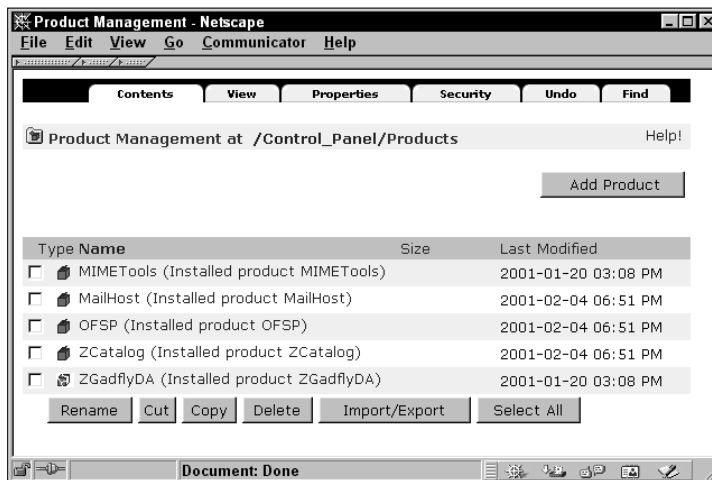 Product Management - Netscape
File Edit View Go Communicator Help
Contents View Properties Security Undo Find
Product Management at /Control_Panel/Products Help!
Add Product
Type Name Size Last Modified
MIMETools (Installed product MIMETools) 2001-01-20 03:08 PM
MailHost (Installed product MailHost) 2001-02-04 06:51 PM
OFSP (Installed product OFSP) 2001-02-04 06:51 PM
ZCatalog (Installed product ZCatalog) 2001-02-04 06:51 PM
ZGadflyDA (Installed product ZGadflyDA) 2001-01-20 03:08 PM
Rename Cut Copy Delete Import/Export Select All
Document: Done